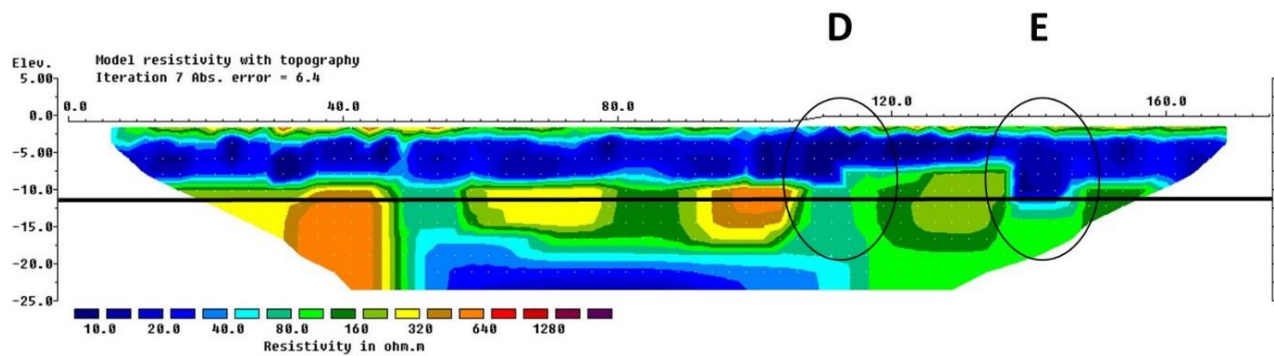 D E
Elev. Model resistivity with topography
Iteration 7 Abs. error = 6.4
5.00
0.0 40.0 80.0 120.0 160.0
0.0
-5.00
-10.0
-15.0
-20.0
-25.0
10.0 20.0 40.0 80.0 160 320 640 1280
Resistivity in ohm.m